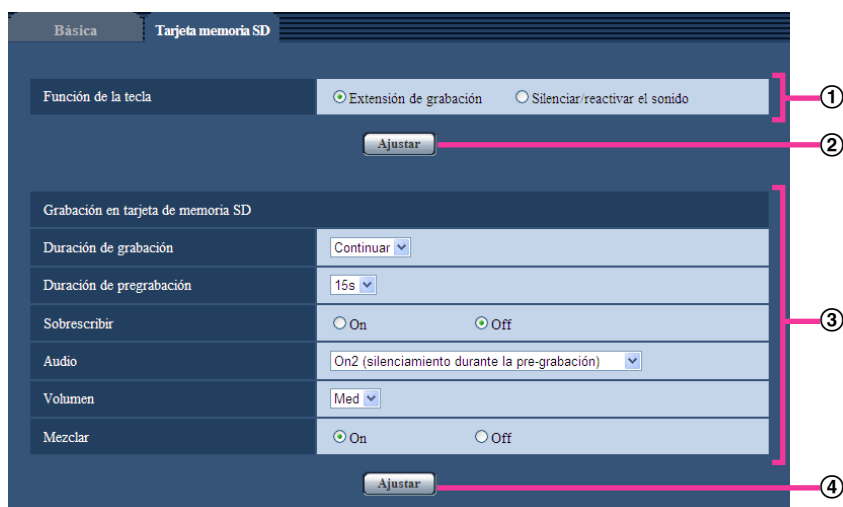 Básica Tarjeta memoria SD
Función de la tecla Extensión de grabación Silenciar/reactivar el sonido ①
Ajustar ②
Grabación en tarjeta de memoria SD
Duración de grabación Continuar
Duración de pregrabación 15s
Sobrescribir On Off ③
Audio On2 (silenciamiento durante la pre-grabación)
Volumen Med
Mezclar On Off
Ajustar ④